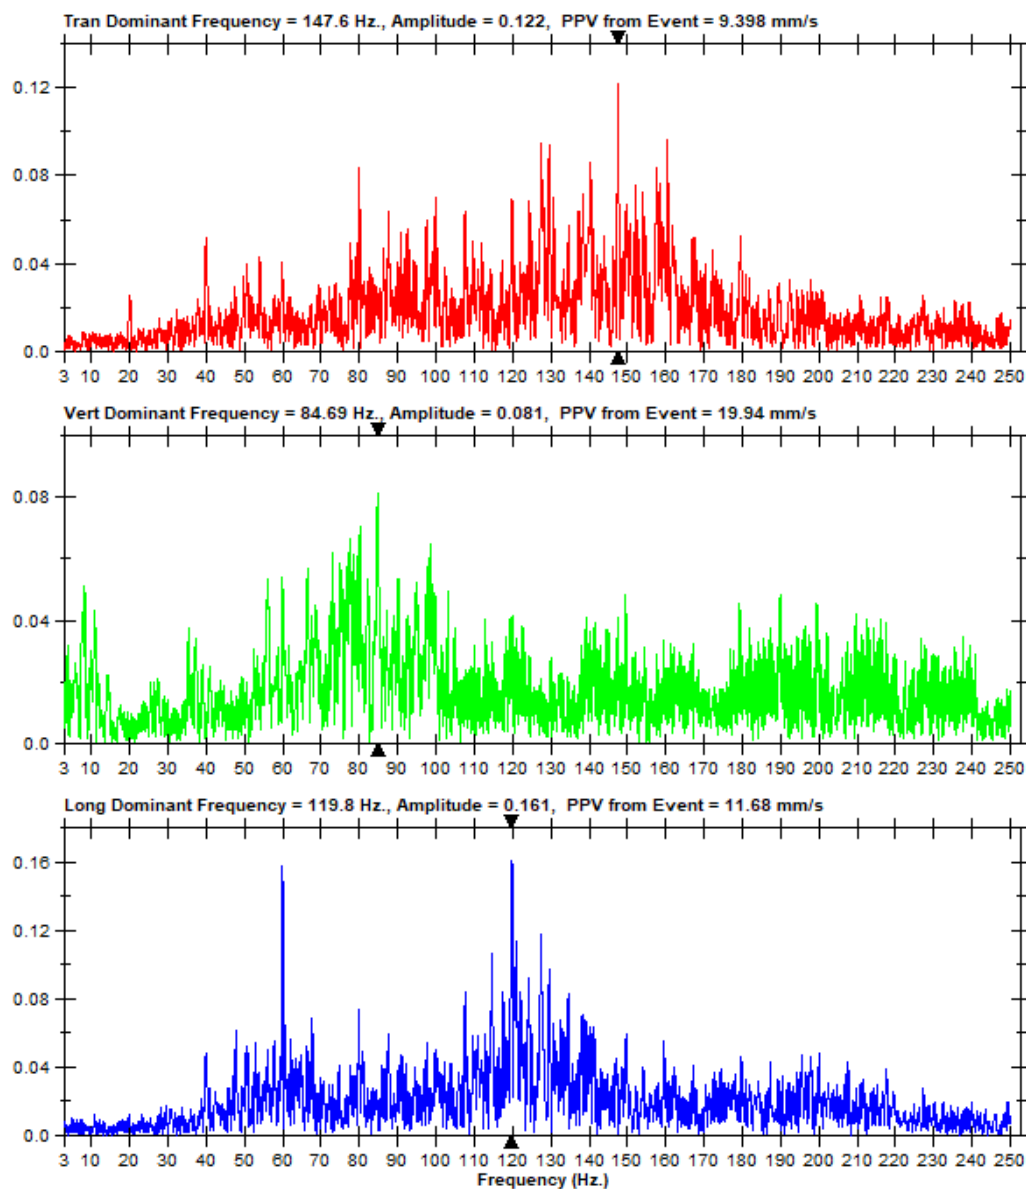 Tran Dominant Frequency = 147.6 Hz., Amplitude = 0.122,  PPV from Event = 9.398 mm/s
0.12
0.08
0.04
0.0
3 10 20 30 40 50 60 70 80 90 100 110 120 130 140 150 160 170 180 190 200 210 220 230 240 250
Vert Dominant Frequency = 84.69 Hz., Amplitude = 0.081,  PPV from Event = 19.94 mm/s
0.08
0.04
0.0
3 10 20 30 40 50 60 70 80 90 100 110 120 130 140 150 160 170 180 190 200 210 220 230 240 250
Long Dominant Frequency = 119.8 Hz., Amplitude = 0.161,  PPV from Event = 11.68 mm/s
0.16
0.12
0.08
0.04
0.0
3 10 20 30 40 50 60 70 80 90 100 110 120 130 140 150 160 170 180 190 200 210 220 230 240 250
Frequency (Hz.)